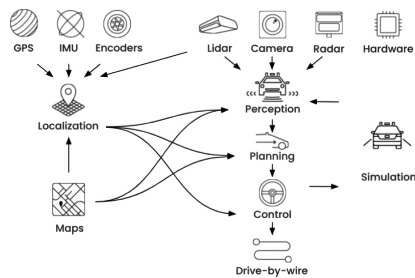 GPS IMU Encoders Lidar Camera Radar Hardware
Localization Perception
Planning
Simulation
Maps Control
Drive-by-wire